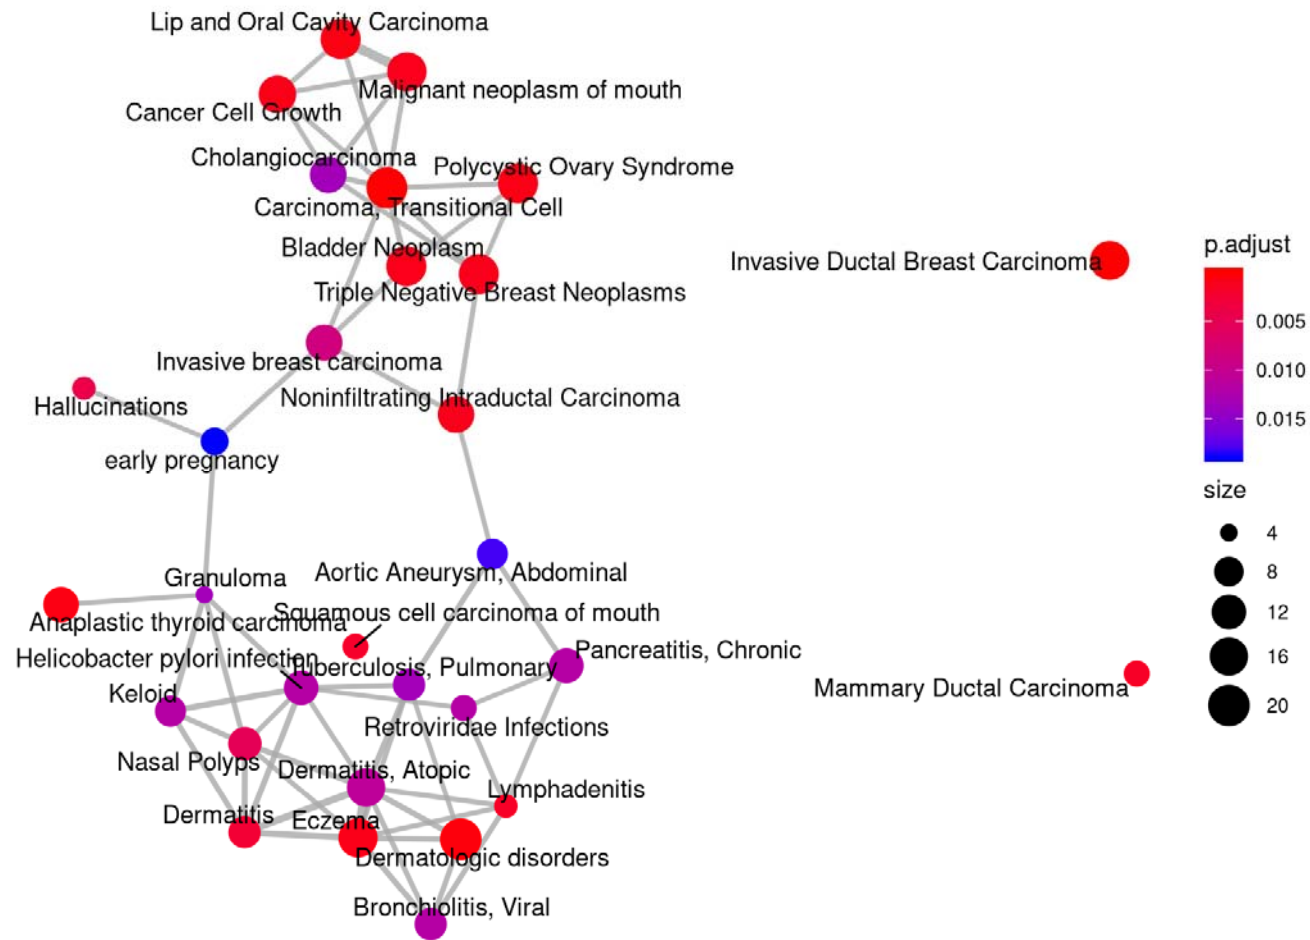 Lip and Oral Cavity Carcinoma
Malignant neoplasm of mouth
Cancer Cell Growth
Cholangiocarcinoma
Polycystic Ovary Syndrome
Carcinoma, Transitional Cell
Bladder Neoplasm
Triple Negative Breast Neoplasms
Invasive Ductal Breast Carcinoma
Invasive breast carcinoma
Noninfiltrating Intraductal Carcinoma
Hallucinations
early pregnancy
Granuloma
Aortic Aneurysm, Abdominal
Squamous cell carcinoma of mouth
Anaplastic thyroid carcinoma
Helicobacter pylori infection
Tuberculosis, Pulmonary
Pancreatitis, Chronic
Keloid
Mammary Ductal Carcinoma
Retroviridae Infections
Nasal Polyps
Dermatitis, Atopic
Lymphadenitis
Dermatitis
Eczema
Dermatologic disorders
Bronchiolitis, Viral
p.adjust
0.005
0.010
0.015
size
4
8
12
16
20